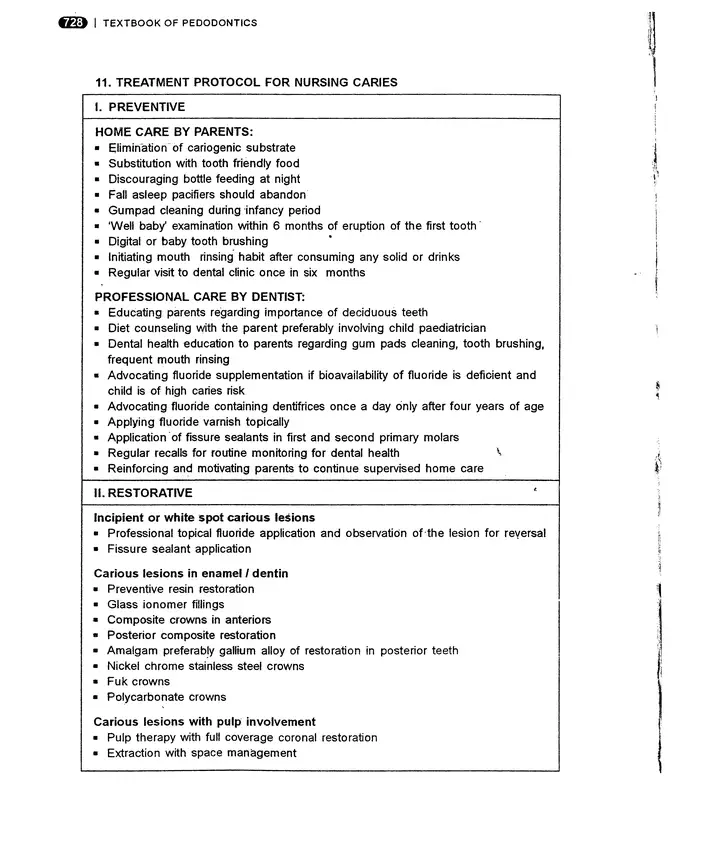 728 | TEXTBOOK OF PEDODONTICS
11. TREATMENT PROTOCOL FOR NURSING CARIES
I. PREVENTIVE
HOME CARE BY PARENTS:
▪ Elimination of cariogenic substrate
▪ Substitution with tooth friendly food
▪ Discouraging bottle feeding at night
▪ Fall asleep pacifiers should abandon
▪ Gumpad cleaning during infancy period
▪ 'Well baby' examination within 6 months of eruption of the first tooth
▪ Digital or baby tooth brushing
▪ Initiating mouth rinsing habit after consuming any solid or drinks
▪ Regular visit to dental clinic once in six months
PROFESSIONAL CARE BY DENTIST:
▪ Educating parents regarding importance of deciduous teeth
▪ Diet counseling with the parent preferably involving child paediatrician
▪ Dental health education to parents regarding gum pads cleaning, tooth brushing,
frequent mouth rinsing
▪ Advocating fluoride supplementation if bioavailability of fluoride is deficient and
child is of high caries risk
▪ Advocating fluoride containing dentifrices once a day only after four years of age
▪ Applying fluoride varnish topically
▪ Application of fissure sealants in first and second primary molars
▪ Regular recalls for routine monitoring for dental health
▪ Reinforcing and motivating parents to continue supervised home care
II. RESTORATIVE
Incipient or white spot carious lesions
▪ Professional topical fluoride application and observation of the lesion for reversal
▪ Fissure sealant application
Carious lesions in enamel / dentin
▪ Preventive resin restoration
▪ Glass ionomer fillings
▪ Composite crowns in anteriors
▪ Posterior composite restoration
▪ Amalgam preferably gallium alloy of restoration in posterior teeth
▪ Nickel chrome stainless steel crowns
▪ Fuk crowns
▪ Polycarbonate crowns
Carious lesions with pulp involvement
▪ Pulp therapy with full coverage coronal restoration
▪ Extraction with space management